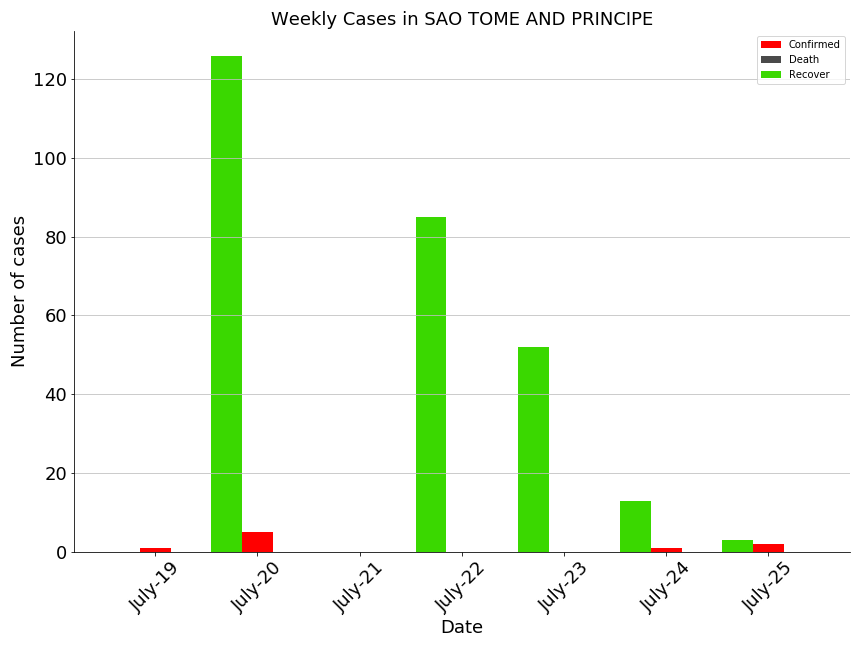 Weekly Cases in SAO TOME AND PRINCIPE
Confirmed
Death
Recover
Number of cases
120
100
80
60
40
20
0
July-19 July-20 July-21 July-22 July-23 July-24 July-25
Date